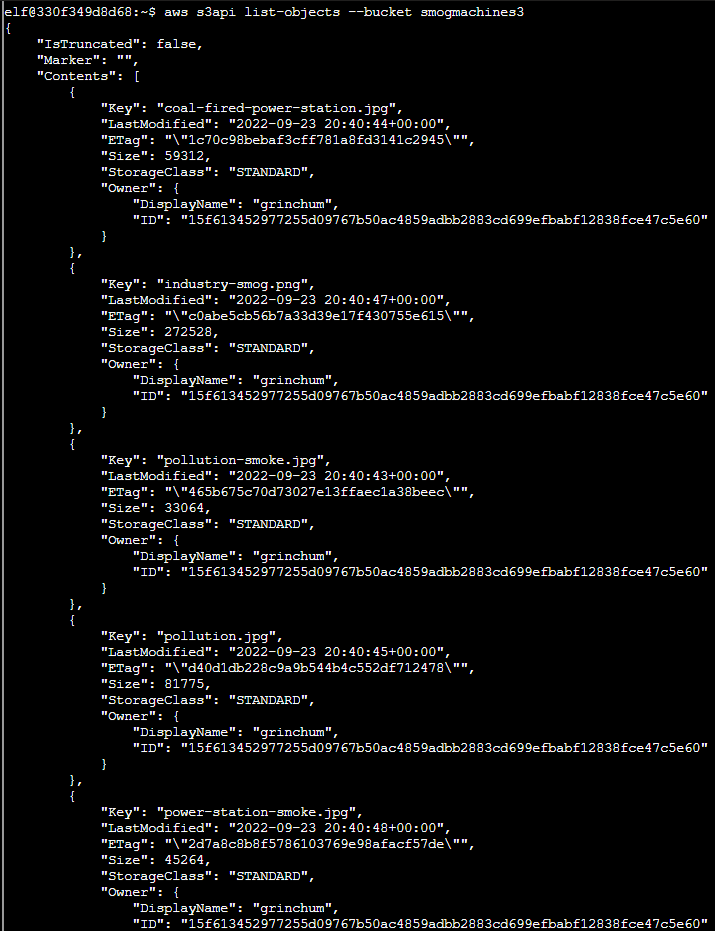 elf@330f349d8d68:~$ aws s3api list-objects --bucket smogmachines3
{
    "IsTruncated": false,
    "Marker": "",
    "Contents": [
        {
            "Key": "coal-fired-power-station.jpg",
            "LastModified": "2022-09-23 20:40:44+00:00",
            "ETag": "\"1c70c98bebaf3cff781a8fd3141c2945\"",
            "Size": 59312,
            "StorageClass": "STANDARD",
            "Owner": {
                "DisplayName": "grinchum",
                "ID": "15f613452977255d09767b50ac4859adbb2883cd699efbabf12838fce47c5e60"
            }
        },
        {
            "Key": "industry-smog.png",
            "LastModified": "2022-09-23 20:40:47+00:00",
            "ETag": "\"c0abe5cb56b7a33d39e17f430755e615\"",
            "Size": 272528,
            "StorageClass": "STANDARD",
            "Owner": {
                "DisplayName": "grinchum",
                "ID": "15f613452977255d09767b50ac4859adbb2883cd699efbabf12838fce47c5e60"
            }
        },
        {
            "Key": "pollution-smoke.jpg",
            "LastModified": "2022-09-23 20:40:43+00:00",
            "ETag": "\"465b675c70d73027e13ffaec1a38beec\"",
            "Size": 33064,
            "StorageClass": "STANDARD",
            "Owner": {
                "DisplayName": "grinchum",
                "ID": "15f613452977255d09767b50ac4859adbb2883cd699efbabf12838fce47c5e60"
            }
        },
        {
            "Key": "pollution.jpg",
            "LastModified": "2022-09-23 20:40:45+00:00",
            "ETag": "\"d40d1db228c9a9b544b4c552df712478\"",
            "Size": 81775,
            "StorageClass": "STANDARD",
            "Owner": {
                "DisplayName": "grinchum",
                "ID": "15f613452977255d09767b50ac4859adbb2883cd699efbabf12838fce47c5e60"
            }
        },
        {
            "Key": "power-station-smoke.jpg",
            "LastModified": "2022-09-23 20:40:48+00:00",
            "ETag": "\"2d7a8c8b8f5786103769e98afacf57de\"",
            "Size": 45264,
            "StorageClass": "STANDARD",
            "Owner": {
                "DisplayName": "grinchum",
                "ID": "15f613452977255d09767b50ac4859adbb2883cd699efbabf12838fce47c5e60"